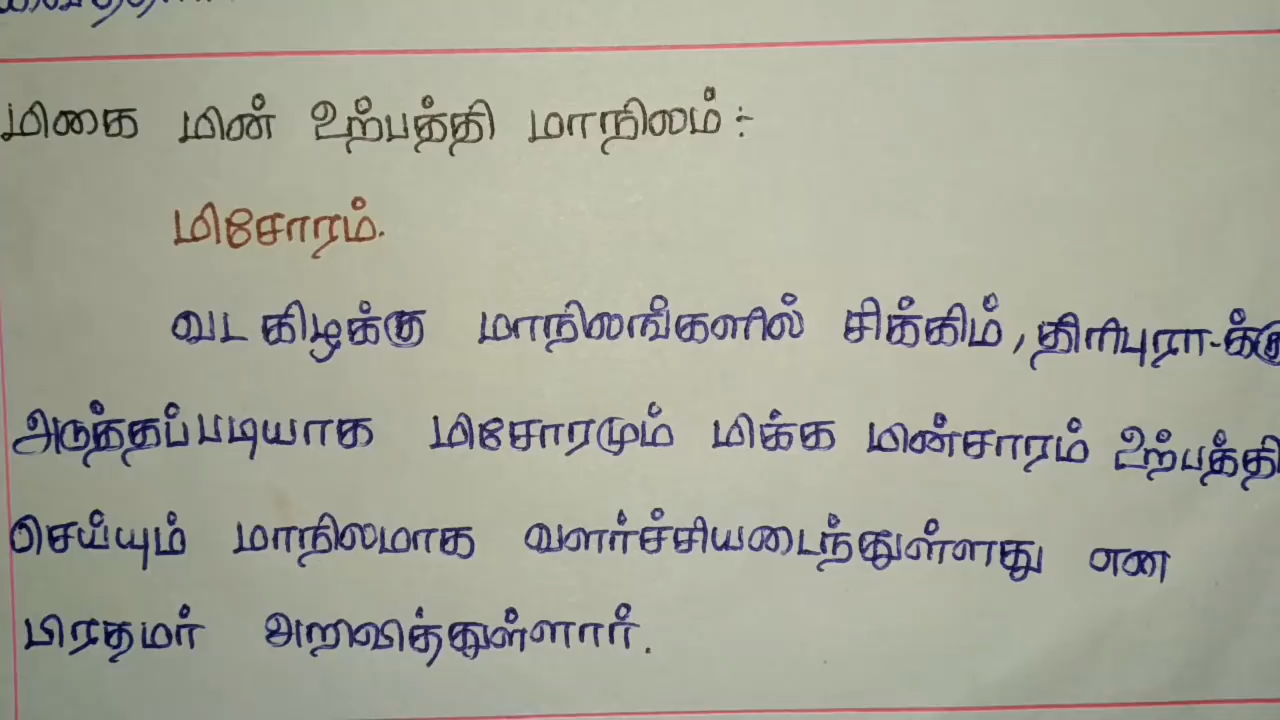 மிகை மின் உற்பத்தி மாநிலம் :-
மிசோரம்.
வட கிழக்கு மாநிலங்களில் சிக்கிம், திரிபுரா-க்கு
அடுத்தப்படியாக மிசோரமும் மிக்க மின்சாரம் உற்பத்தி
செய்யும் மாநிலமாக வளர்ச்சியடைந்துள்ளது என
பிரதமர் அறிவித்துள்ளார்.